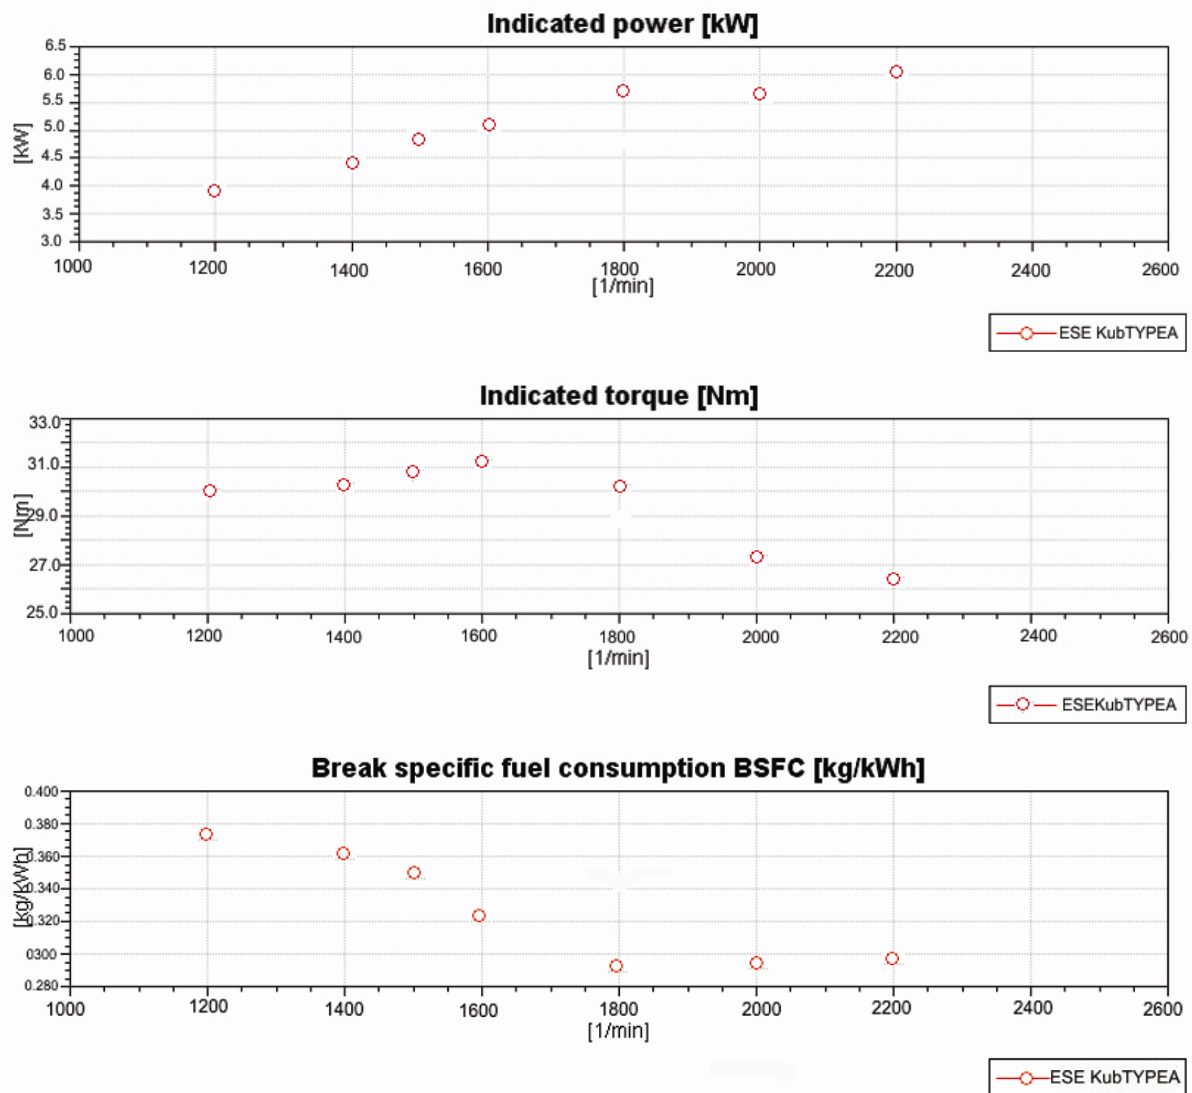 Indicated power [kW]
6.5
6.0
5.5
5.0
4.5
4.0
3.5
3.0
[kW]
1000 1200 1400 1600 1800 2000 2200 2400 2600
[1/min]
ESE KubTYPEA
Indicated torque [Nm]
33.0
31.0
29.0
27.0
25.0
[Nm]
1000 1200 1400 1600 1800 2000 2200 2400 2600
[1/min]
ESEKubTYPEA
Break specific fuel consumption BSFC [kg/kWh]
0.400
0.380
0.360
0.340
0.320
0300
0.280
[kg/kWh]
1000 1200 1400 1600 1800 2000 2200 2400 2600
[1/min]
ESE KubTYPEA